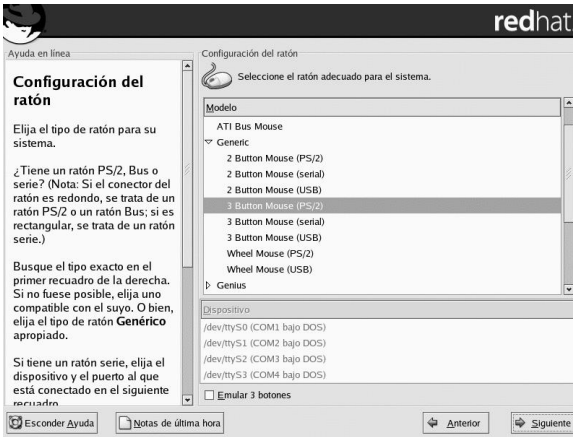 redhat
Ayuda en línea
Configuración del
ratón
Elija el tipo de ratón para su
sistema.
¿Tiene un ratón PS/2, Bus o
serie? (Nota: Si el conector del
ratón es redondo, se trata de un
ratón PS/2 o un ratón Bus; si es
rectangular, se trata de un ratón
serie.)
Busque el tipo exacto en el
primer recuadro de la derecha.
Si no fuese posible, elija uno
compatible con el suyo. O bien,
elija el tipo de ratón Genérico
apropiado.
Si tiene un ratón serie, elija el
dispositivo y el puerto al que
está conectado en el siguiente
recuadro.
Configuración del ratón
Seleccione el ratón adecuado para el sistema.
Modelo
ATI Bus Mouse
Generic
2 Button Mouse (PS/2)
2 Button Mouse (serial)
2 Button Mouse (USB)
3 Button Mouse (PS/2)
3 Button Mouse (serial)
3 Button Mouse (USB)
Wheel Mouse (PS/2)
Wheel Mouse (USB)
Genius
Dispositivo
/dev/ttyS0 (COM1 bajo DOS)
/dev/ttyS1 (COM2 bajo DOS)
/dev/ttyS2 (COM3 bajo DOS)
/dev/ttyS3 (COM4 bajo DOS)
Emular 3 botones
Esconder Ayuda
Notas de última hora
Anterior
Siguiente